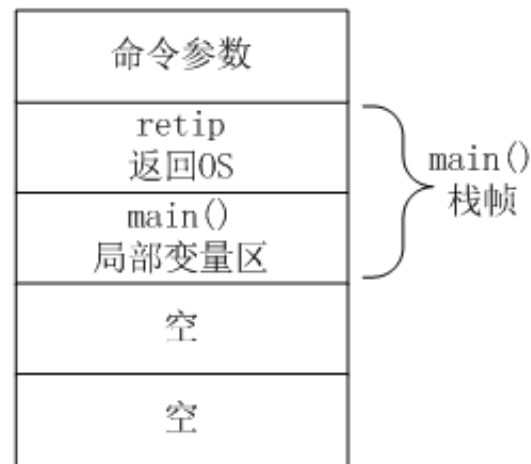 命令参数
retip
返回OS
main()
局部变量区
空
空
main()
栈帧